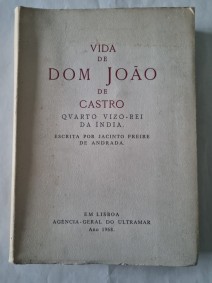 VIDA
DE
DOM JOÃO
DE
CASTRO
QVARTO VIZO-REI
DA ÍNDIA.
ESCRITA POR JACINTO FREIRE
DE ANDRADA.
EM LISBOA
AGENCIA-GERAL DO ULTRAMAR
Ano 1968